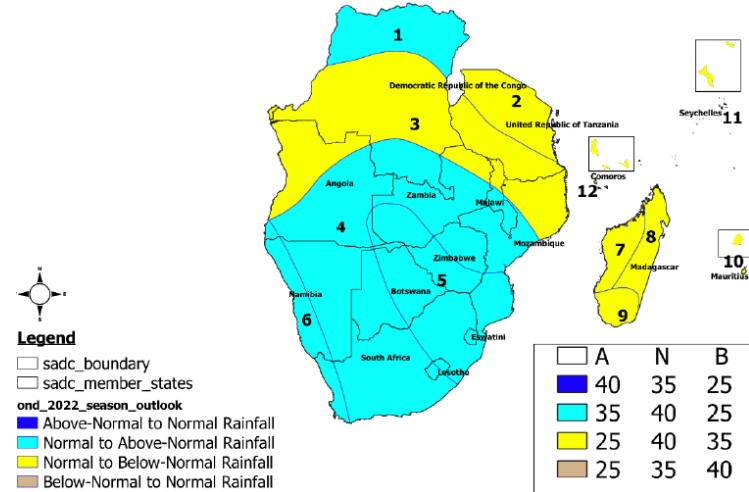 1
Democratic Republic of the Congo
2
3
United Republic of Tanzania
Seychelles
11
Comoros
12
Angola
Zambia
Malawi
4
Mozambique
Zimbabwe
5
Botswana
Namibia
6
7
8
Madagascar
9
10
Mauritius
Eswatini
South Africa
Lesotho
N
W
E
S
Legend
sadc_boundary
sadc_member_states
ond_2022_season_outlook
Above-Normal to Normal Rainfall
Normal to Above-Normal Rainfall
Normal to Below-Normal Rainfall
Below-Normal to Normal Rainfall
A N B
40 35 25
35 40 25
25 40 35
25 35 40